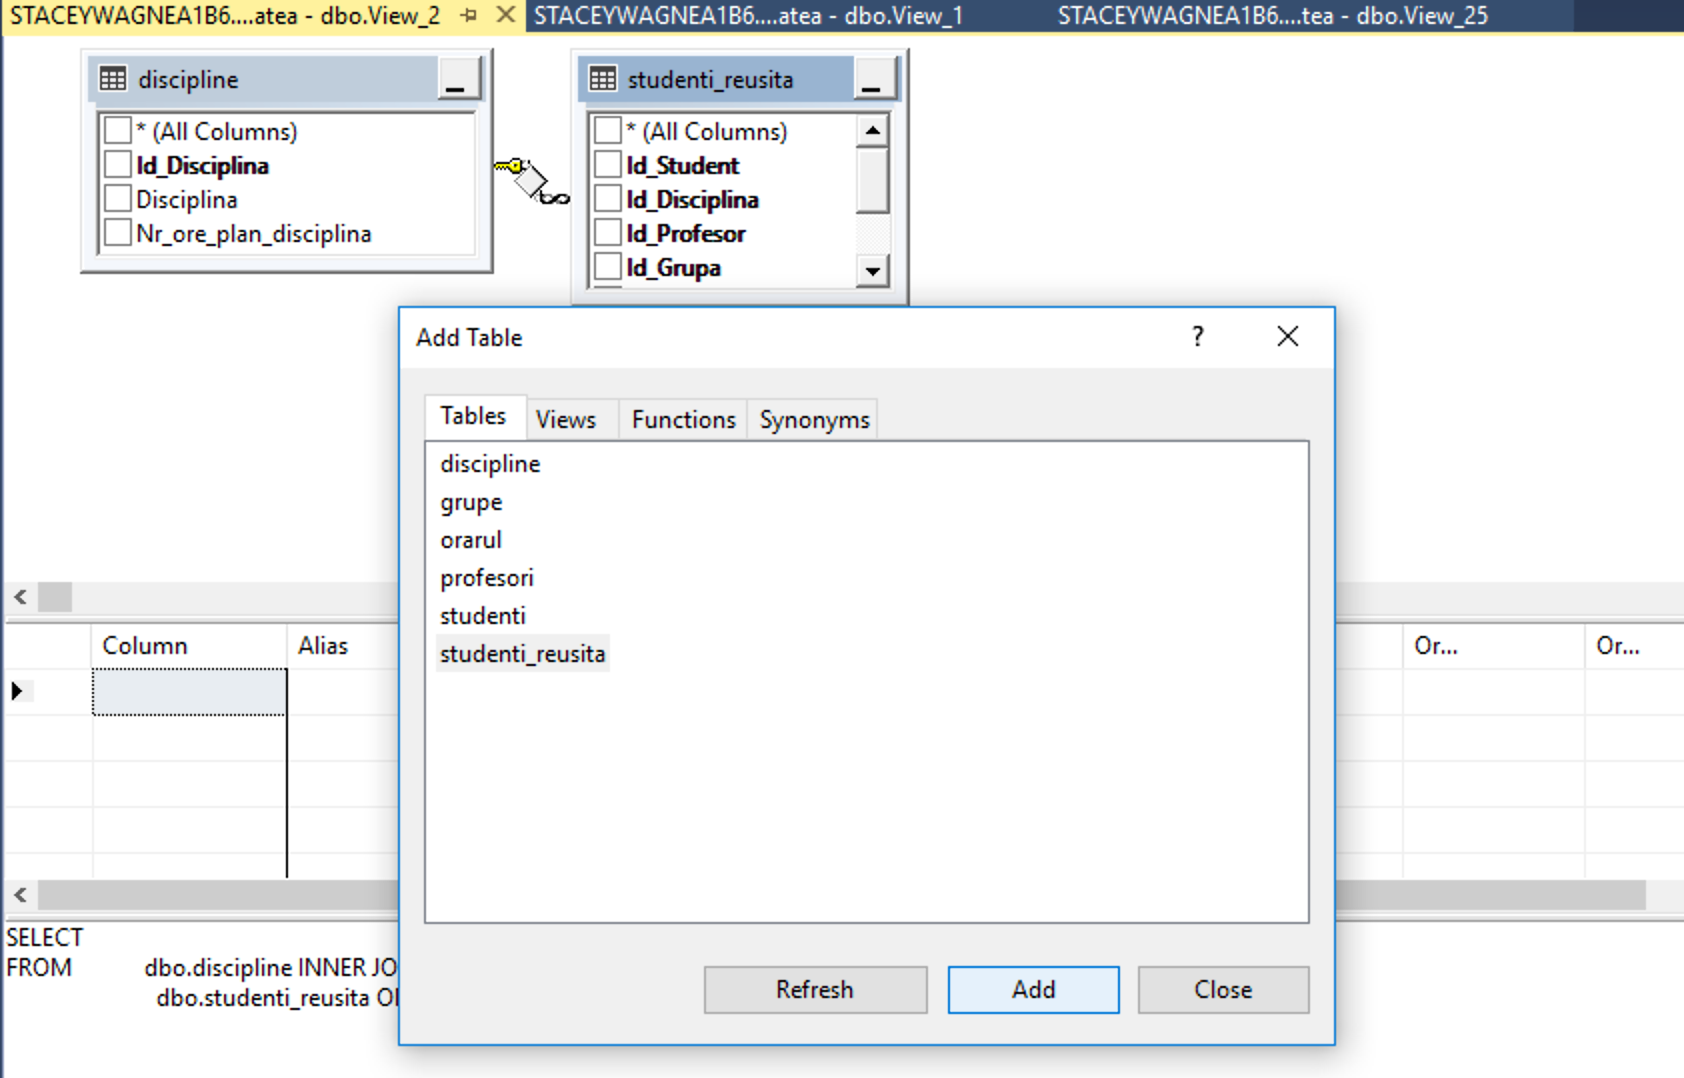 STACEYWAGNEA1B6....atea - dbo.View_2
STACEYWAGNEA1B6....atea - dbo.View_1
STACEYWAGNEA1B6....tea - dbo.View_25
discipline
* (All Columns)
Id_Disciplina
Disciplina
Nr_ore_plan_disciplina
studenti_reusita
* (All Columns)
Id_Student
Id_Disciplina
Id_Profesor
Id_Grupa
Add Table
?
Tables Views Functions Synonyms
discipline
grupe
orarul
profesori
studenti
studenti_reusita
Refresh Add Close
Column Alias Or... Or...
SELECT
FROM dbo.discipline INNER JO
dbo.studenti_reusita